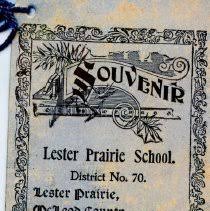 Souvenir
Lester Prairie School.
District No. 70.
Lester Prairie,
McLeod County